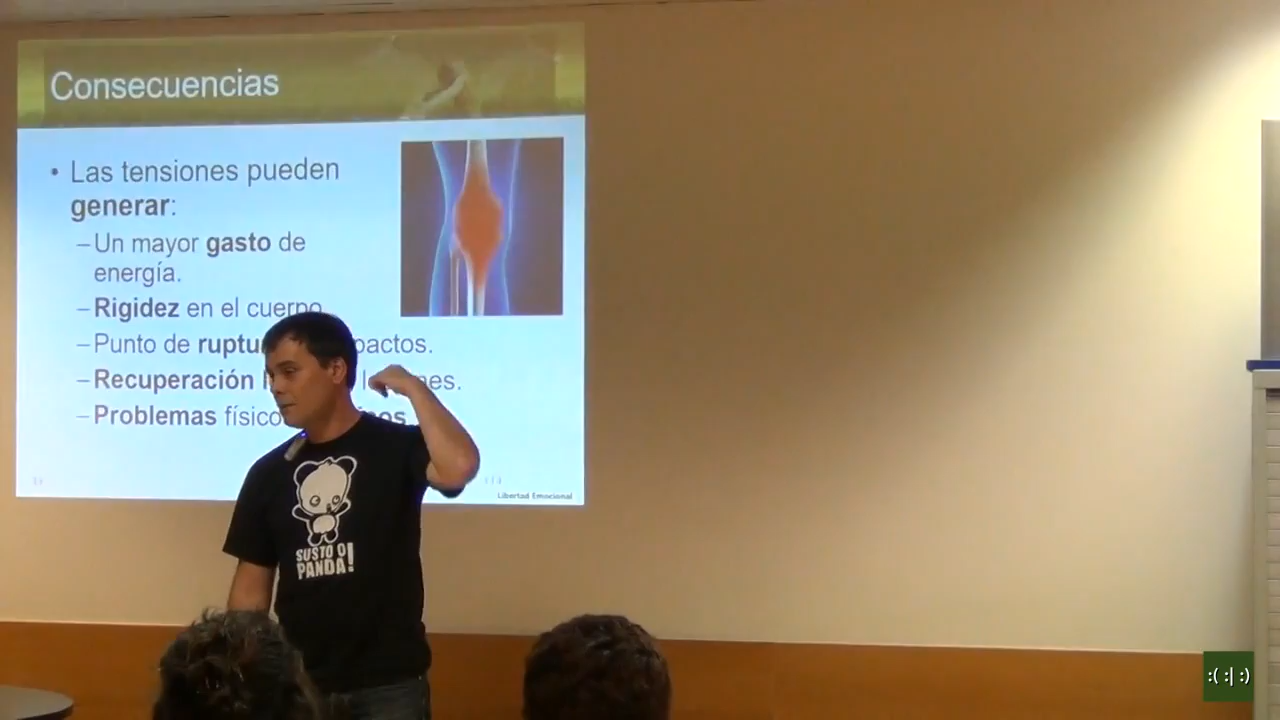 Consecuencias
• Las tensiones pueden
generar:
–Un mayor gasto de
energía.
–Rigidez en el cuerpo
–Punto de ruptu pactos.
–Recuperación nes.
–Problemas físico
Libertad Emocional
SUSTO O
PANDA!
:( :| :)